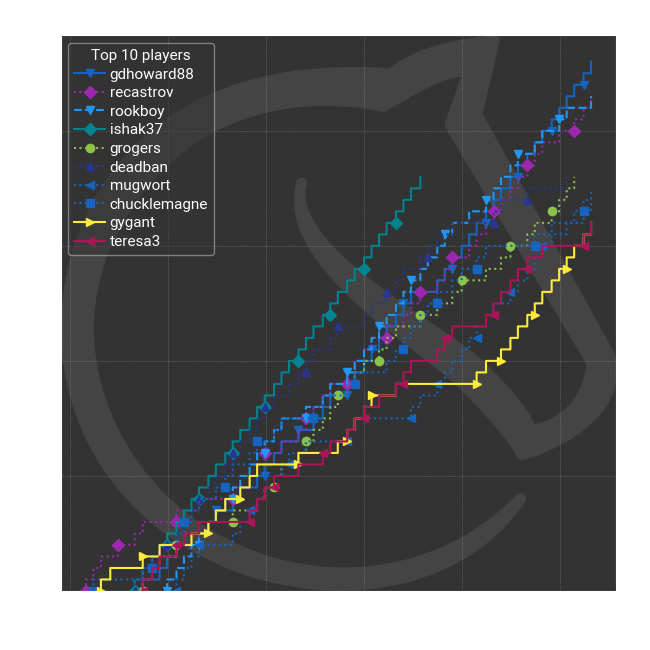 Top 10 players
gdhoward88
recastrov
rookboy
ishak37
grogers
deadban
mugwort
chucklemagne
gygant
teresa3